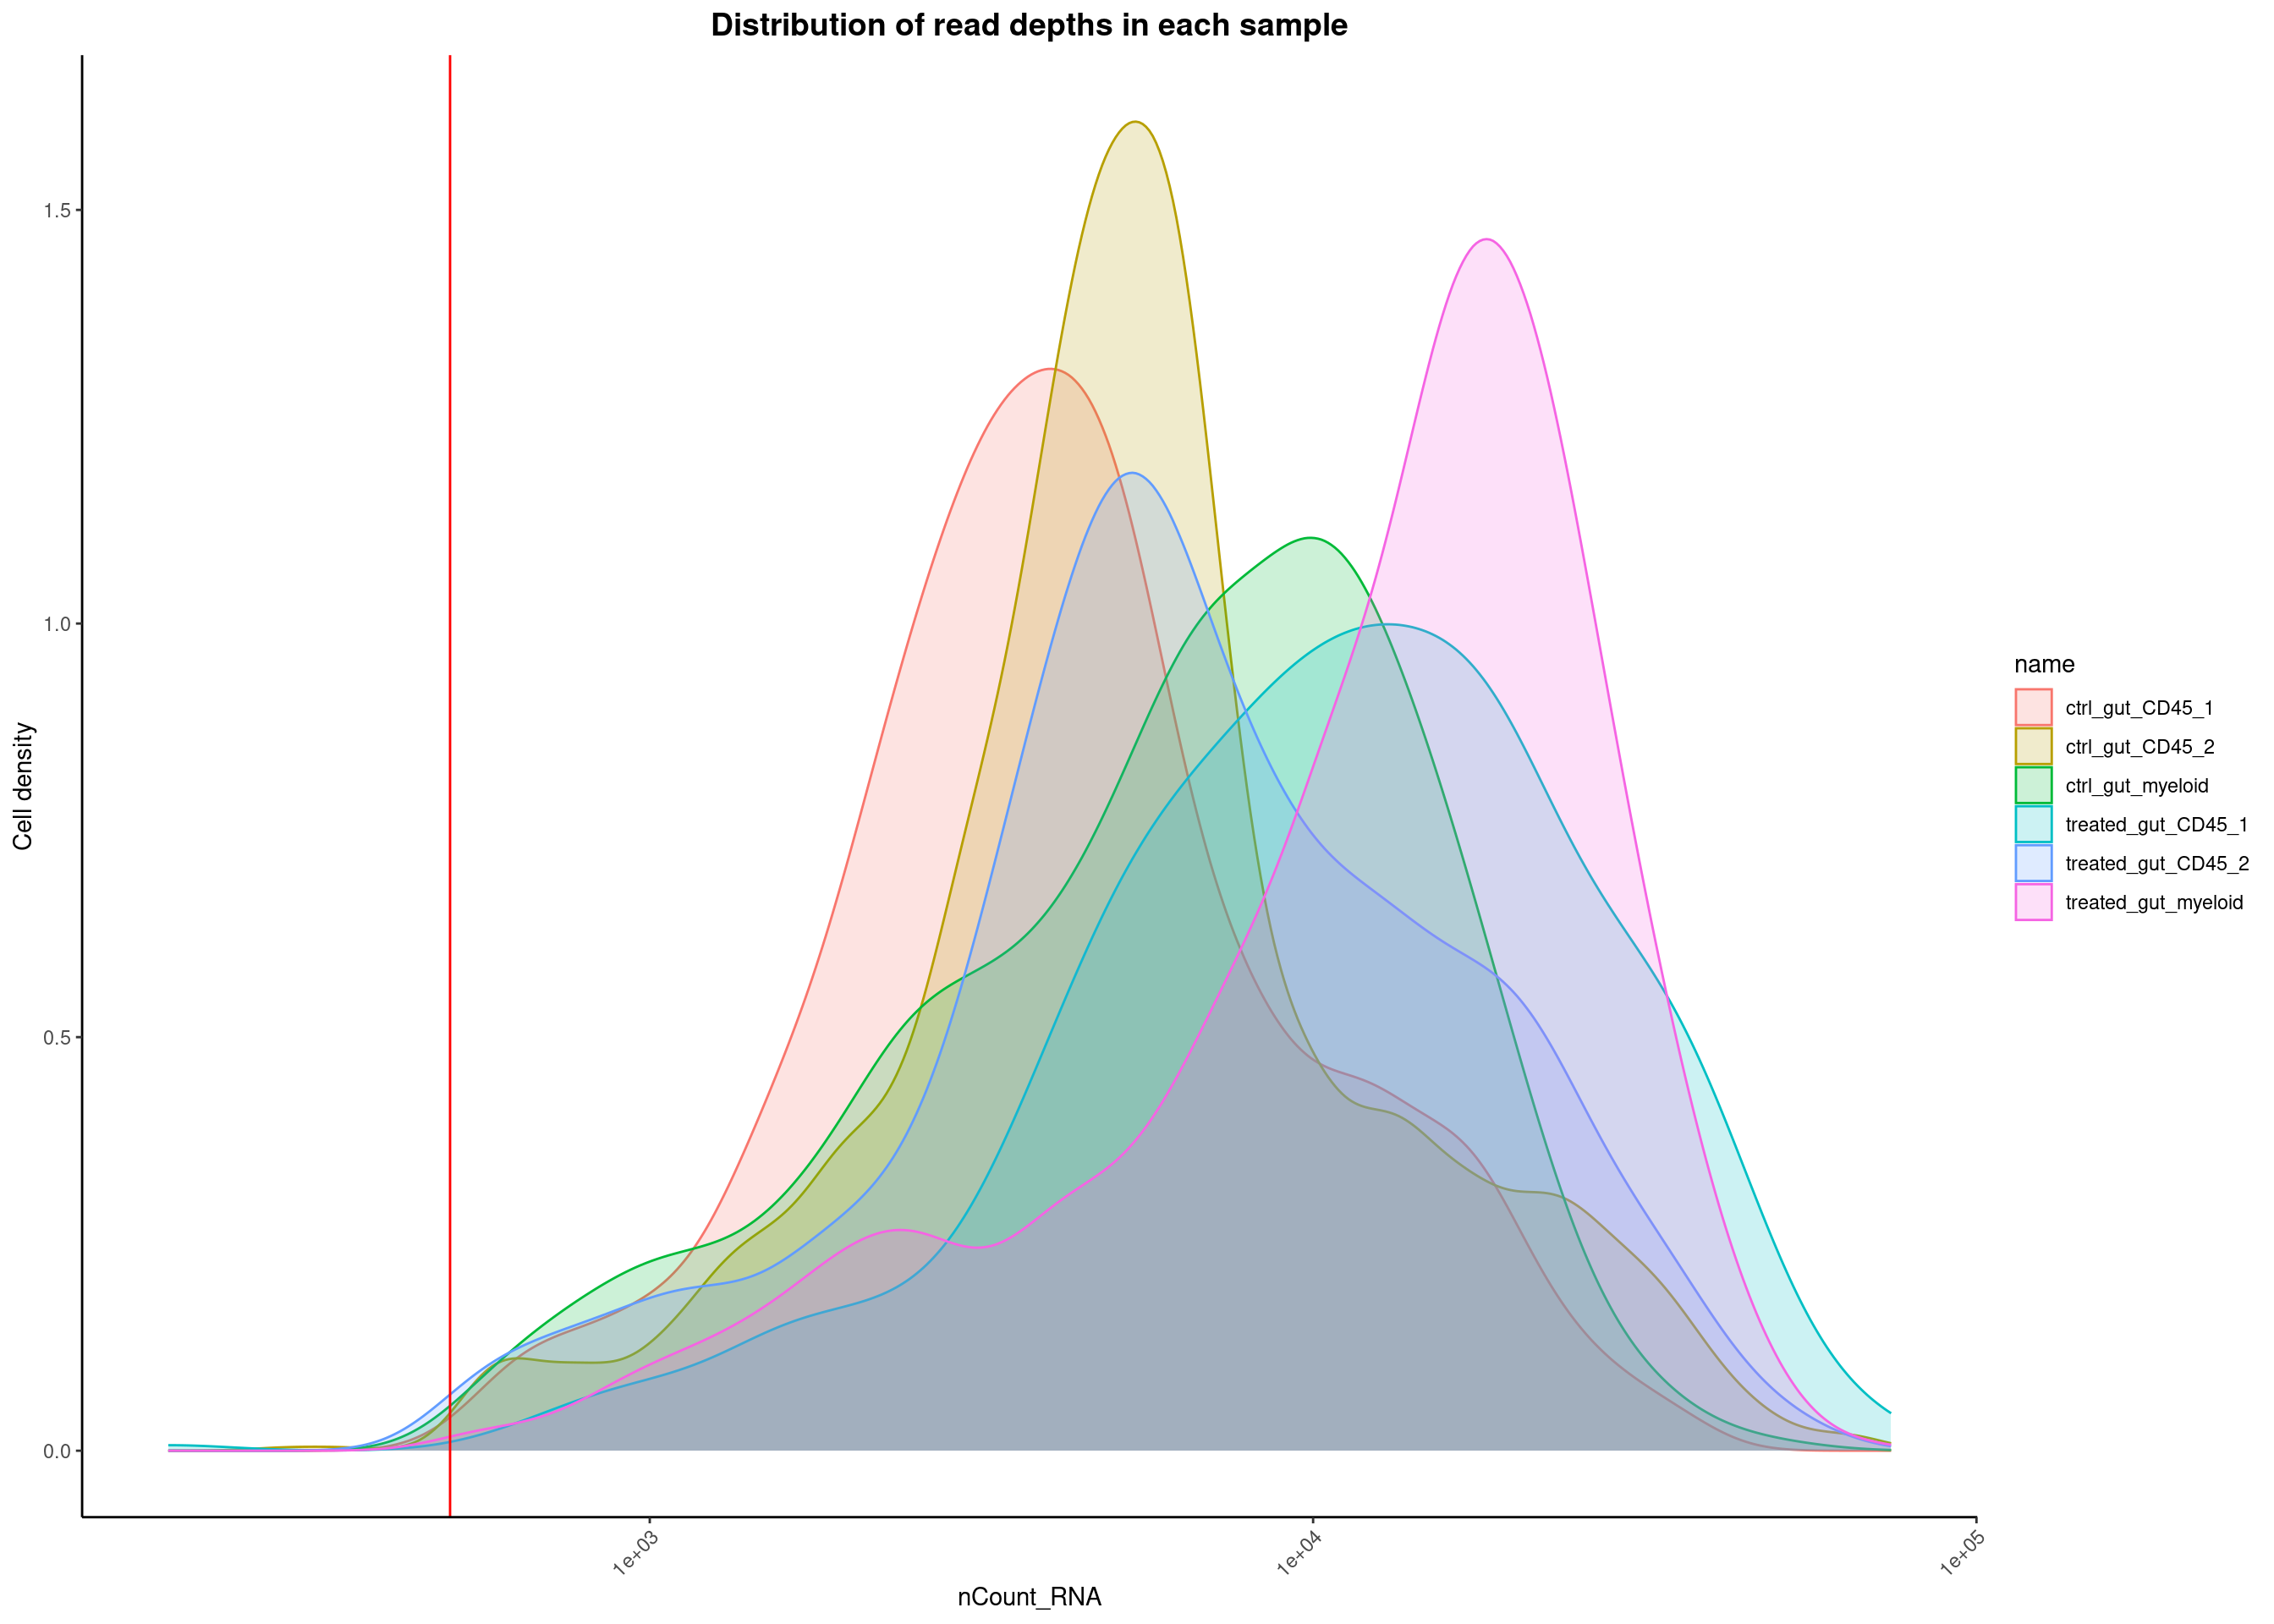 Distribution of read depths in each sample
Cell density
1.5
1.0
0.5
0.0
1e+03
1e+04
1e+05
nCount_RNA
name
ctrl_gut_CD45_1
ctrl_gut_CD45_2
ctrl_gut_myeloid
treated_gut_CD45_1
treated_gut_CD45_2
treated_gut_myeloid